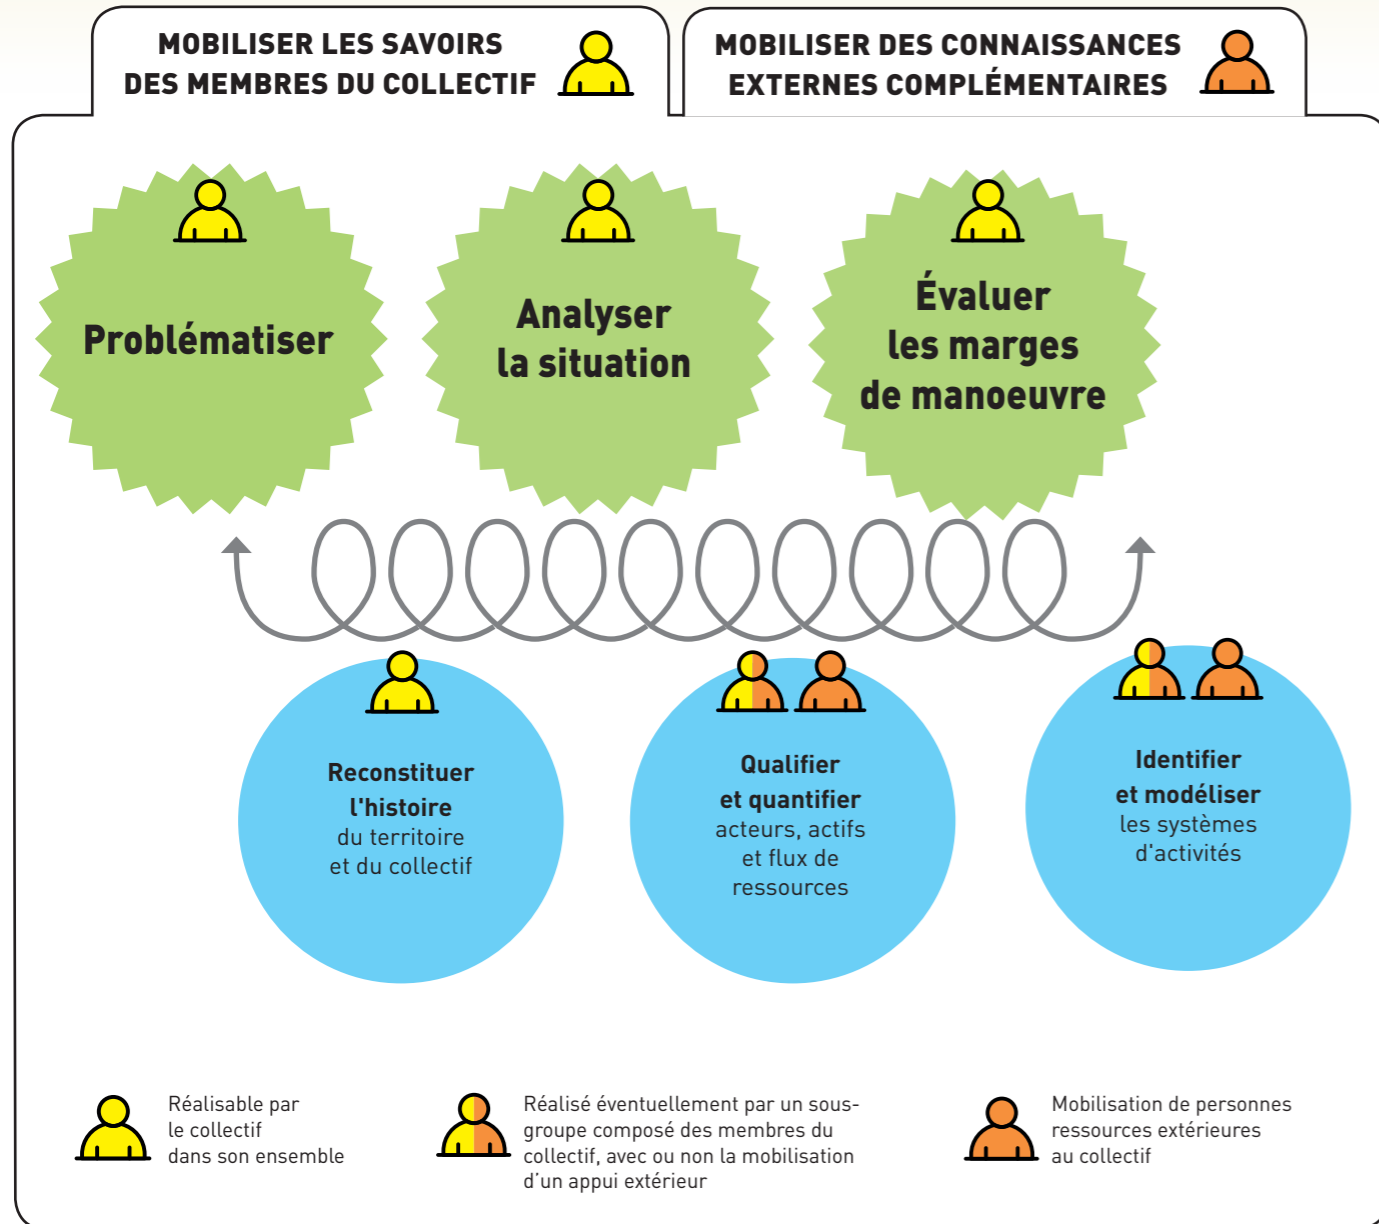 MOBILISER LES SAVOIRS
DES MEMBRES DU COLLECTIF
MOBILISER DES CONNAISSANCES
EXTERNES COMPLÉMENTAIRES
Problématiser
Analyser
la situation
Évaluer
les marges
de manoeuvre
Reconstituer
l'histoire
du territoire
et du collectif
Qualifier
et quantifier
acteurs, actifs
et flux de
ressources
Identifier
et modéliser
les systèmes
d'activités
Réalisable par
le collectif
dans son ensemble
Réalisé éventuellement par un sous-
groupe composé des membres du
collectif, avec ou non la mobilisation
d’un appui extérieur
Mobilisation de personnes
ressources extérieures
au collectif